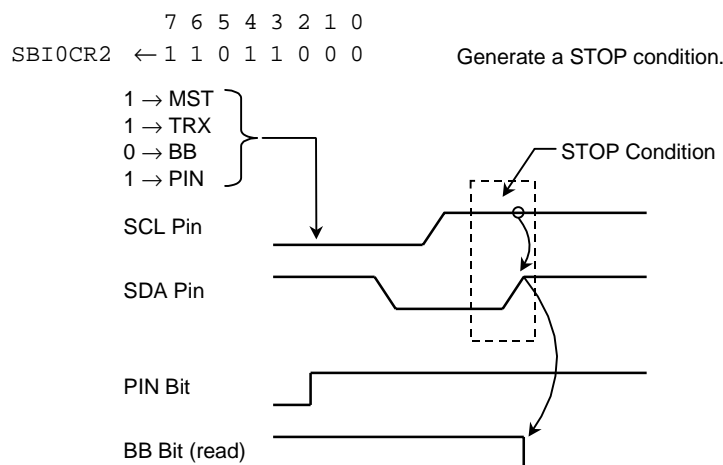 7 6 5 4 3 2 1 0
SBI0CR2 ← 1 1 0 1 1 0 0 0 Generate a STOP condition.
1 → MST
1 → TRX
0 → BB
1 → PIN
STOP Condition
SCL Pin
SDA Pin
PIN Bit
BB Bit (read)